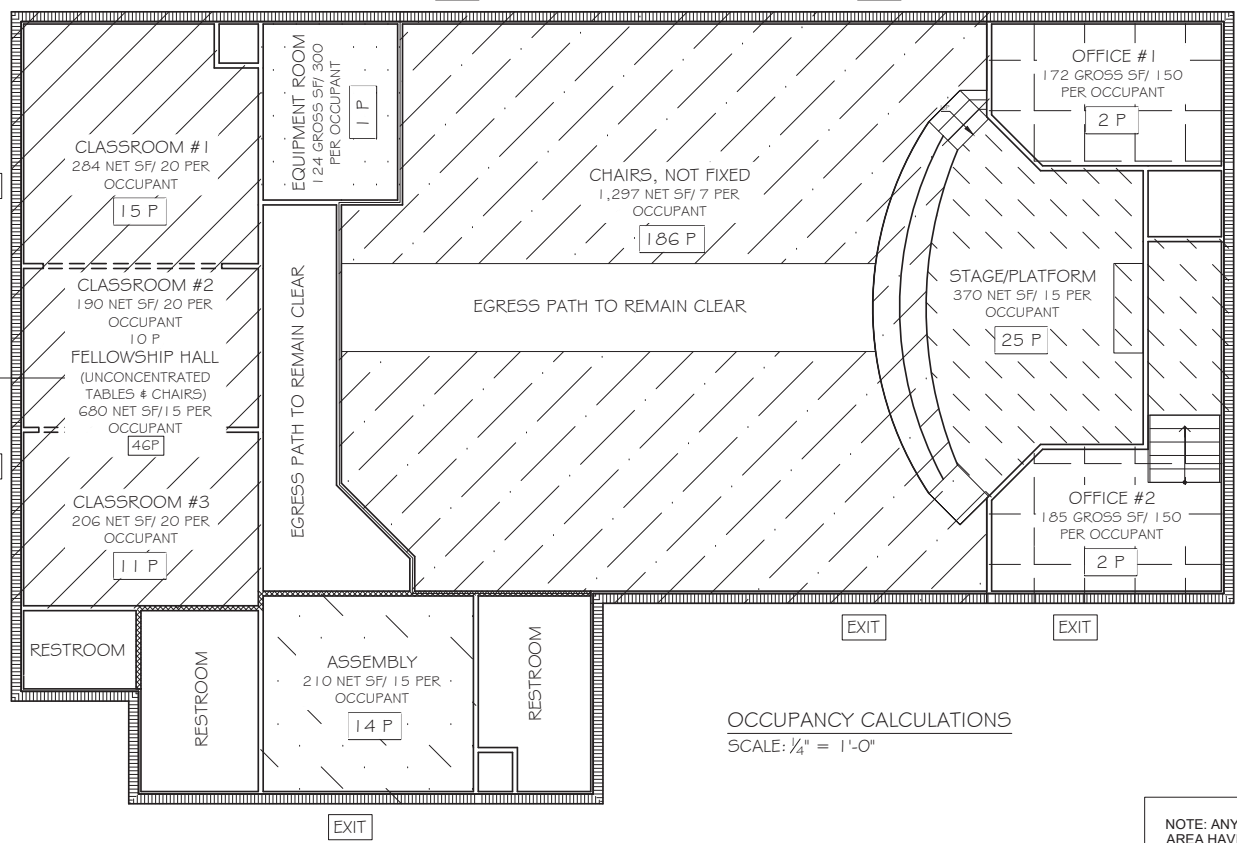 CLASSROOM #1
284 NET SF/ 20 PER
OCCUPANT
15 P
CLASSROOM #2
190 NET SF/ 20 PER
OCCUPANT
10 P
FELLOWSHIP HALL
(UNCONCENTRATED
TABLES & CHAIRS)
680 NET SF/15 PER
OCCUPANT
46P
CLASSROOM #3
206 NET SF/ 20 PER
OCCUPANT
11 P
EQUIPMENT ROOM
124 GROSS SF/ 300
PER OCCUPANT
1 P
EGRESS PATH TO REMAIN CLEAR
CHAIRS, NOT FIXED
1,297 NET SF/ 7 PER
OCCUPANT
186 P
EGRESS PATH TO REMAIN CLEAR
STAGE/PLATFORM
370 NET SF/ 15 PER
OCCUPANT
25 P
OFFICE #1
172 GROSS SF/ 150
PER OCCUPANT
2 P
OFFICE #2
185 GROSS SF/ 150
PER OCCUPANT
2 P
RESTROOM
RESTROOM
ASSEMBLY
210 NET SF/ 15 PER
OCCUPANT
14 P
RESTROOM
EXIT
EXIT
EXIT
OCCUPANCY CALCULATIONS
SCALE: 1/4" = 1'-0"
NOTE: ANY
AREA HAV